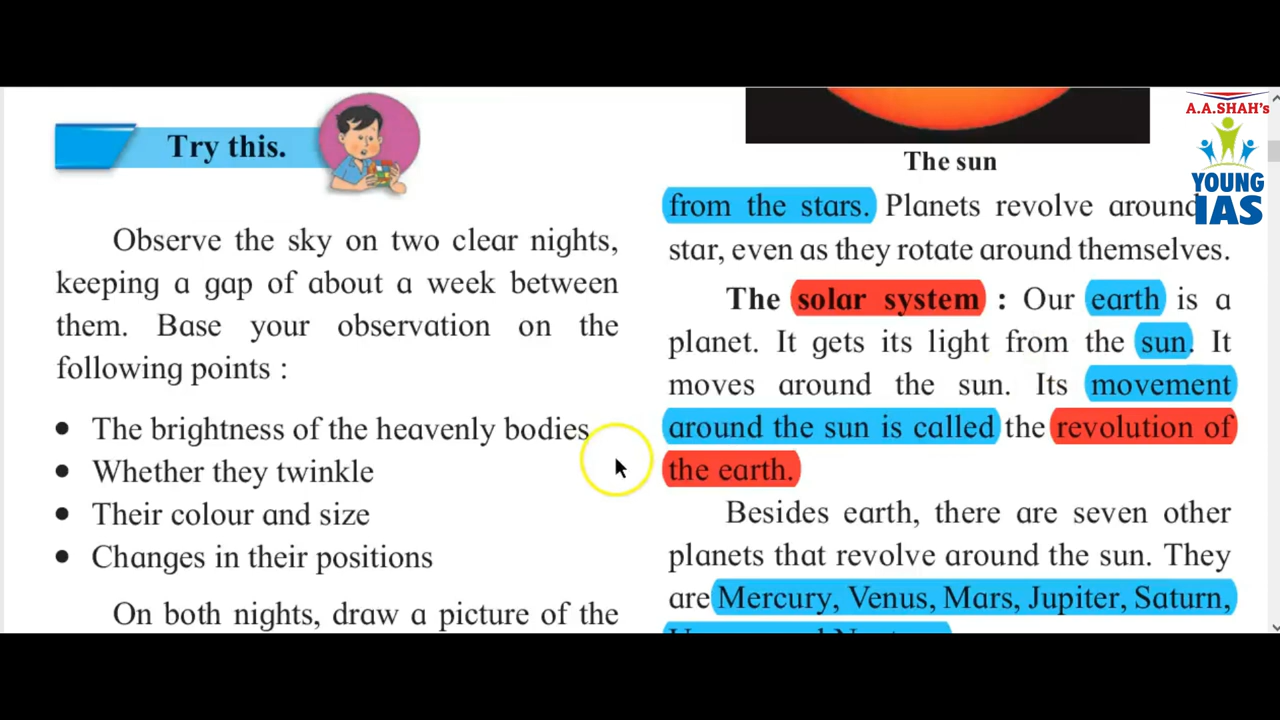 Try this.
Observe the sky on two clear nights,
keeping a gap of about a week between
them. Base your observation on the
following points :
• The brightness of the heavenly bodies
• Whether they twinkle
• Their colour and size
• Changes in their positions
On both nights, draw a picture of the
The sun
from the stars. Planets revolve around
star, even as they rotate around themselves.
The solar system : Our earth is a
planet. It gets its light from the sun. It
moves around the sun. Its movement
around the sun is called the revolution of
the earth.
Besides earth, there are seven other
planets that revolve around the sun. They
are Mercury, Venus, Mars, Jupiter, Saturn,
A.A.SHAH's
YOUNG
IAS